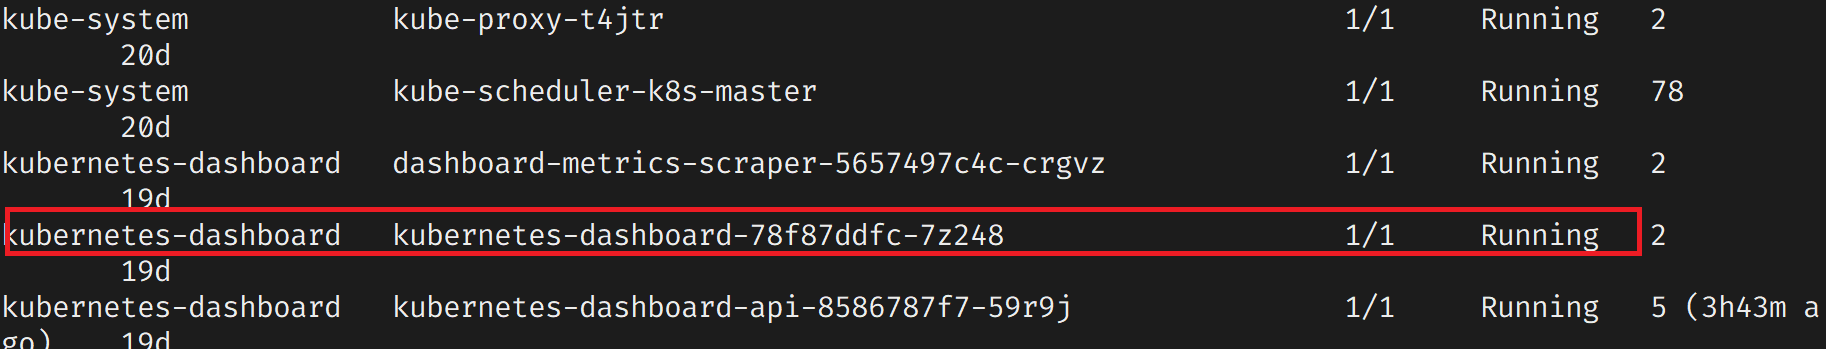 kube-system kube-proxy-t4jtr 1/1 Running 2
20d
kube-system kube-scheduler-k8s-master 1/1 Running 78
20d
kubernetes-dashboard dashboard-metrics-scraper-5657497c4c-crgvz 1/1 Running 2
19d
kubernetes-dashboard kubernetes-dashboard-78f87ddfc-7z248 1/1 Running 2
19d
kubernetes-dashboard kubernetes-dashboard-api-8586787f7-59r9j 1/1 Running 5 (3h43m a
go) 19d